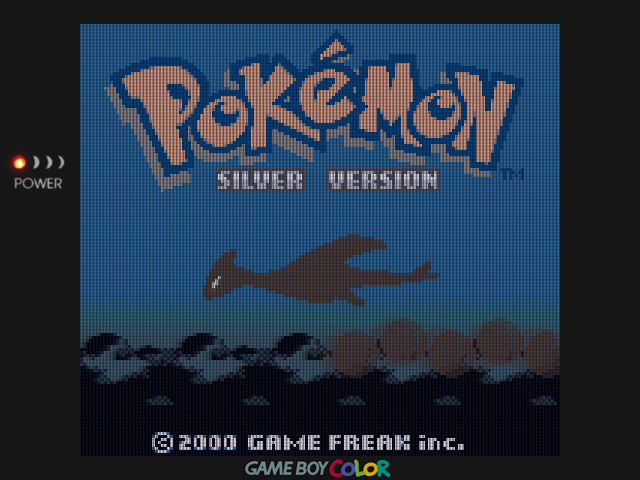 POKéMON
TM
SILVER VERSION
POWER
©2000 GAME FREAK inc.
GAME BOY COLOR